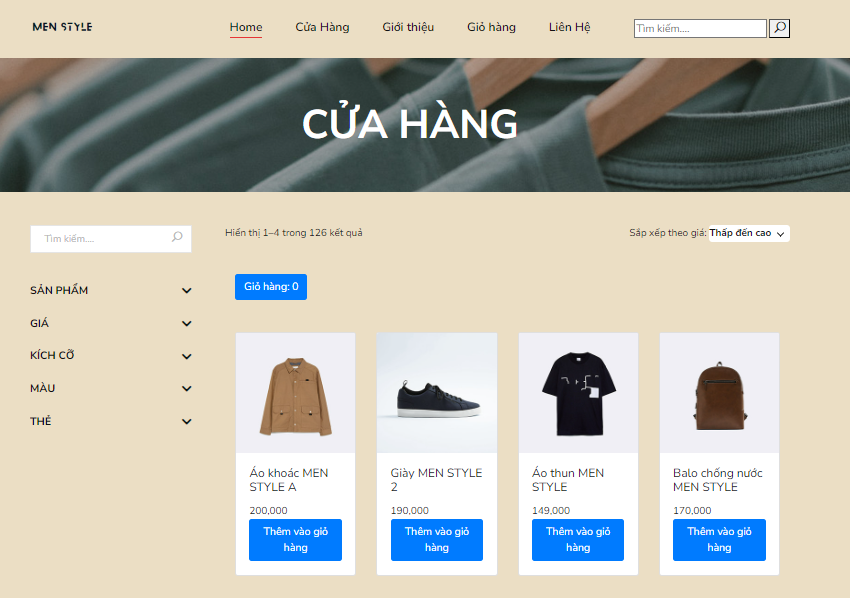 MEN STYLE
Home
Cửa Hàng
Giới thiệu
Giỏ hàng
Liên Hệ
Tìm kiếm....
CỬA HÀNG
Tìm kiếm....
Hiển thị 1–4 trong 126 kết quả
Sắp xếp theo giá:
Thấp đến cao
SẢN PHẨM
GIÁ
KÍCH CỠ
MÀU
THẺ
Giỏ hàng: 0
Áo khoác MEN
STYLE A
200,000
Thêm vào giỏ
hàng
Giày MEN STYLE
2
190,000
Thêm vào giỏ
hàng
Áo thun MEN
STYLE
149,000
Thêm vào giỏ
hàng
Balo chống nước
MEN STYLE
170,000
Thêm vào giỏ
hàng